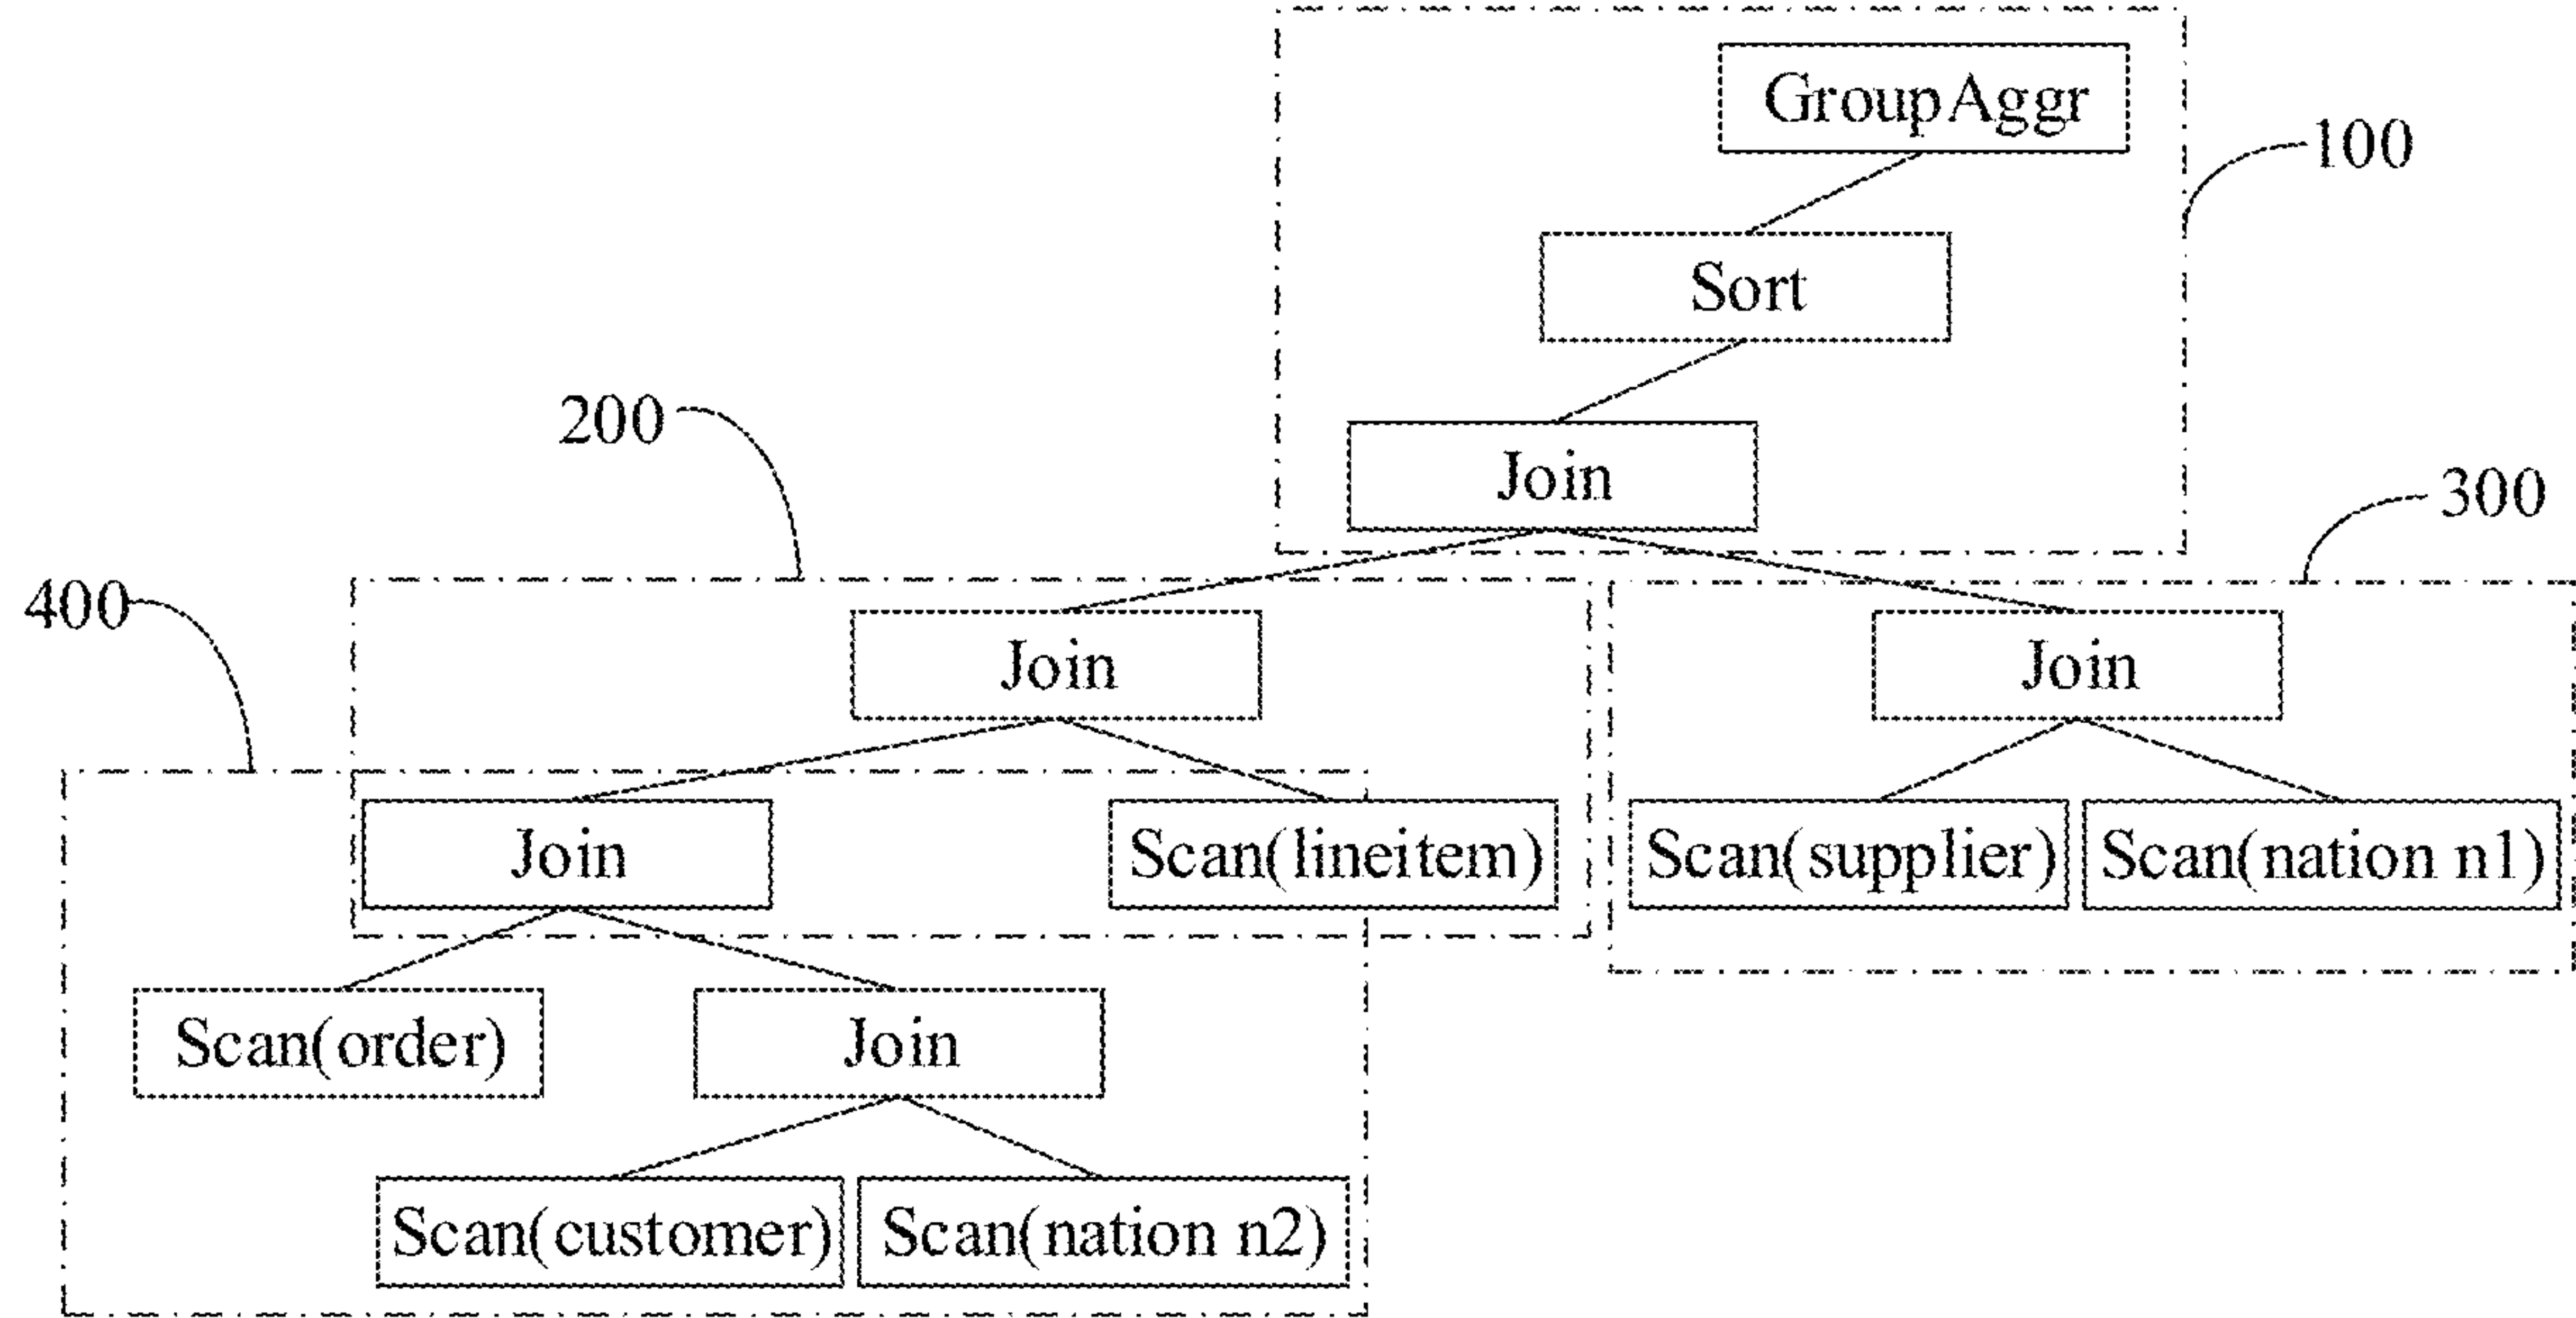 GroupAggr
100
Sort
200
Join
300
400
Join
Join
Join
Scan(lineitem)
Scan(supplier)
Scan(nation n1)
Scan(order)
Join
Scan(customer)
Scan(nation n2)